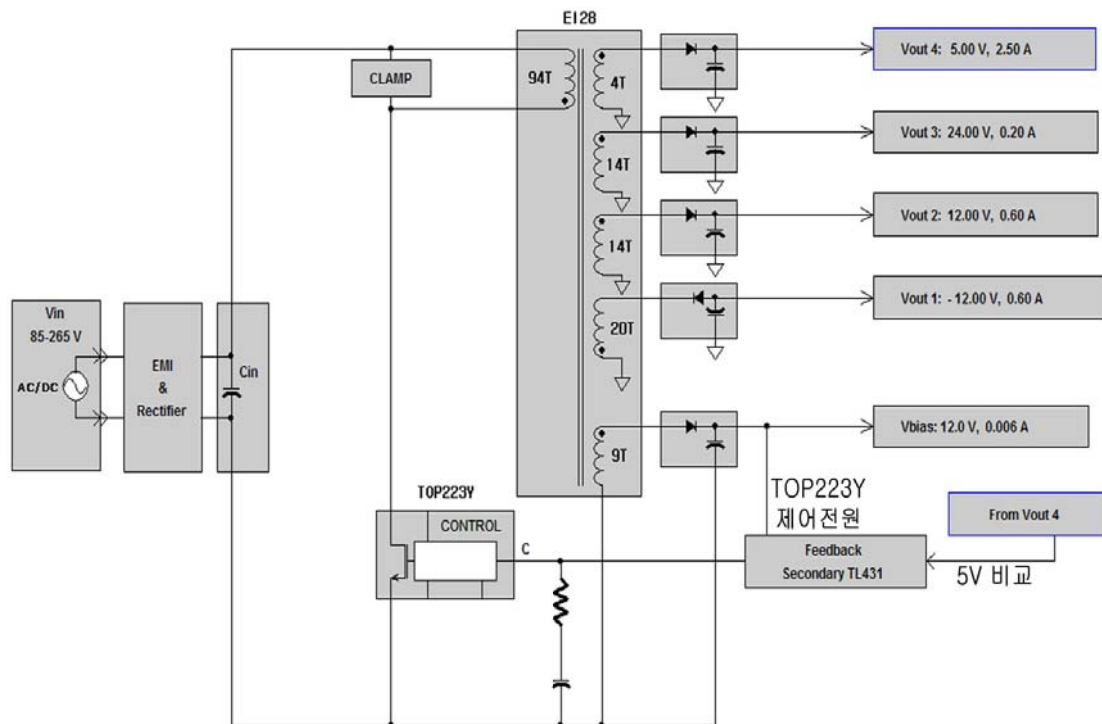 EI28
CLAMP
94T
4T
14T
14T
20T
9T
Vout 4: 5.00 V, 2.50 A
Vout 3: 24.00 V, 0.20 A
Vout 2: 12.00 V, 0.60 A
Vout 1: - 12.00 V, 0.60 A
Vbias: 12.0 V, 0.006 A
Vin
85-265 V
AC/DC
EMI
&
Rectifier
Cin
TOP223Y
CONTROL
C
TOP223Y
제어전원
From Vout 4
Feedback
Secondary TL431
5V 비교